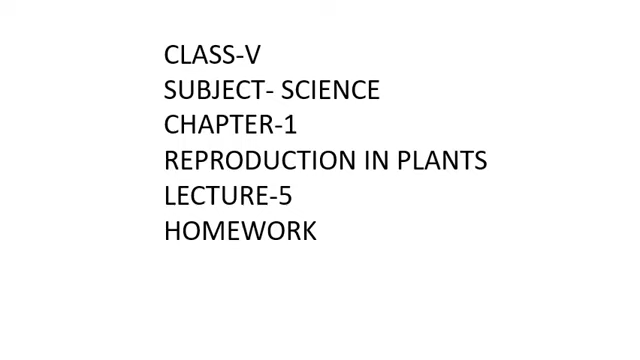 CLASS-V
SUBJECT- SCIENCE
CHAPTER-1
REPRODUCTION IN PLANTS
LECTURE-5
HOMEWORK